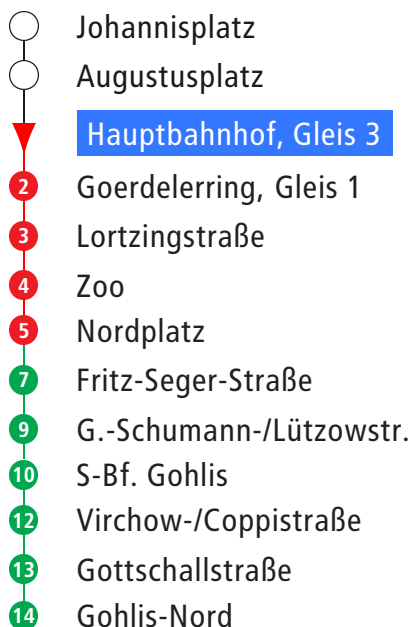 Johannisplatz
Augustusplatz
Hauptbahnhof, Gleis 3
2 Goerdelerring, Gleis 1
3 Lortzingstraße
4 Zoo
5 Nordplatz
7 Fritz-Seger-Straße
9 G.-Schumann-/Lützowstr.
10 S-Bf. Gohlis
12 Virchow-/Coppistraße
13 Gottschallstraße
14 Gohlis-Nord